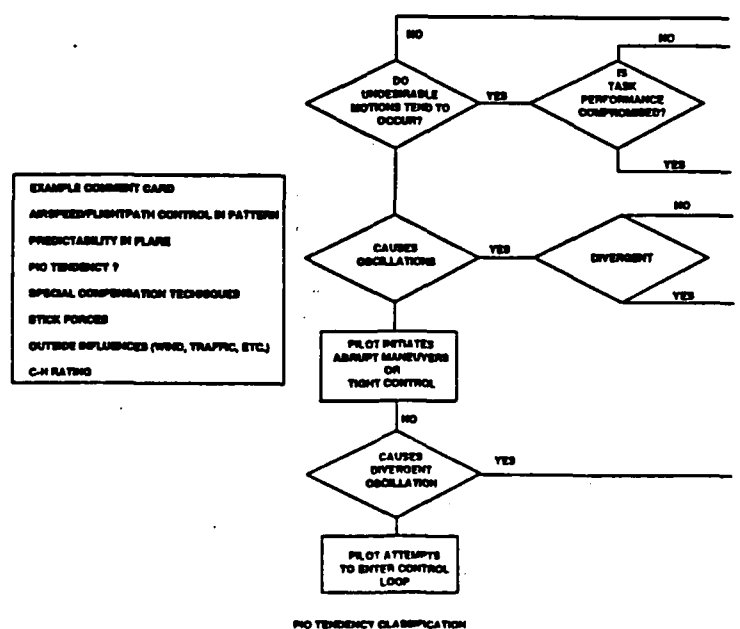 NO
NO
DO
UNDESIRABLE
MOTIONS TEND TO
OCCUR?
YES
IS
TASK
PERFORMANCE
COMPROMISED?
YES
EXAMPLE COMMENT CARD
AIRSPEED/FLIGHTPATH CONTROL IN PATTERN
PREDICTABILITY IN FLARE
PIO TENDENCY ?
SPECIAL COMPENSATION TECHNIQUES
STICK FORCES
OUTSIDE INFLUENCES (WIND, TRAFFIC, ETC.)
C-H RATING
CAUSES
OSCILLATIONS
YES
NO
DIVERGENT
YES
PILOT INITIATES
ABRUPT MANEUVERS
OR
TIGHT CONTROL
NO
CAUSES
DIVERGENT
OSCILLATION
YES
PILOT ATTEMPTS
TO ENTER CONTROL
LOOP
PIO TENDENCY CLASSIFICATION